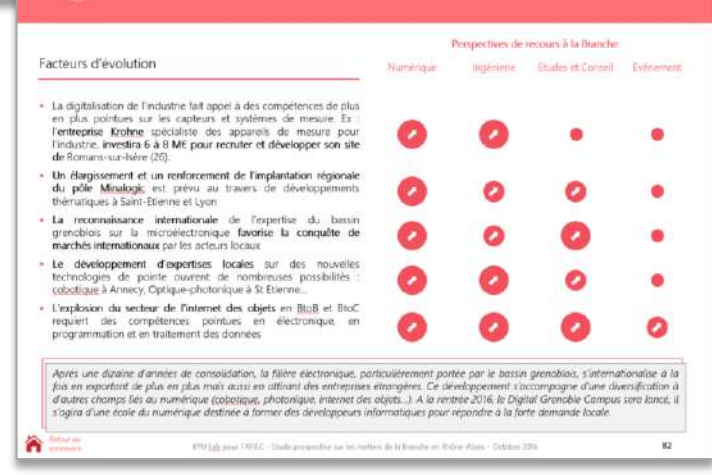 Perspectives de recours à la Branche
Facteurs d'évolution
Numérique Ingénierie Etudes et Conseil Evénement
La digitalisation de l'industrie fait appel à des compétences de plus
en plus pointues sur les capteurs et systèmes de mesure. Ex :
l'entreprise Krohne spécialiste des appareils de mesure pour
l'industrie, investira 6 à 8 M€ pour recruter et développer son site
de Romans-sur-Isère (26).
Un élargissement et un renforcement de l'implantation régionale
du pôle Minalogic est prévu au travers de développements
thématiques à Saint-Etienne et Lyon
La reconnaissance internationale de l'expertise du bassin
grenoblois sur la microélectronique favorise la conquête de
marchés internationaux par les acteurs locaux
Le développement d'expertises locales sur des nouvelles
technologies de pointe ouvrent de nombreuses possibilités :
cobotique à Annecy, Optique-photonique à St Etienne...
L'explosion du secteur de l'internet des objets en BtoB et BtoC
requiert des compétences pointues en électronique, en
programmation et en traitement des données
Après une dizaine d'années de consolidation, la filière électronique, particulièrement portée par le bassin grenoblois, s'internationalise à la
fois en exportant de plus en plus mais aussi en attirant des entreprises étrangères. Ce développement s'accompagne d'une diversification à
d'autres champs liés au numérique (cobotique, photonique, internet des objets...). A la rentrée 2016, le Digital Grenoble Campus sera lancé, il
s'agira d'une école du numérique destinée à former des développeurs informatiques pour répondre à la forte demande locale.
Retour au
sommaire
Lab pour l'AFIEC - Etude prospective sur les métiers de la Branche en Rhône-Alpes - Octobre 2016
82